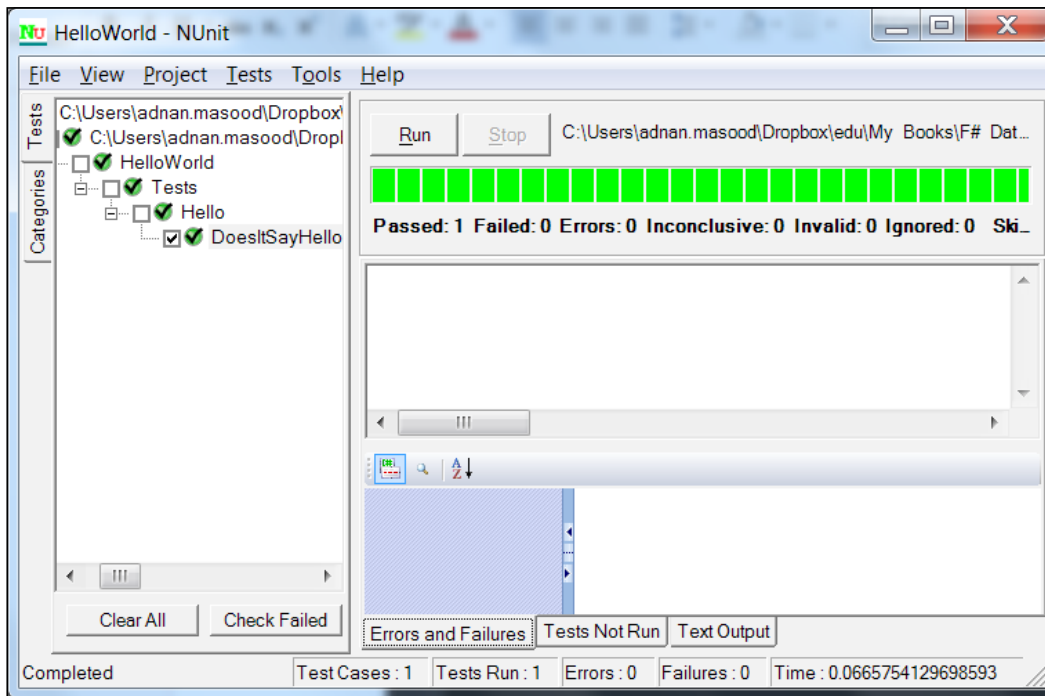 NU HelloWorld - NUnit
File View Project Tests Tools Help
Tests
Categories
C:\Users\adnan.masood\Dropbox\
C:\Users\adnan.masood\Dropl
HelloWorld
Tests
Hello
DoesItSayHello
Clear All Check Failed
Run Stop C:\Users\adnan.masood\Dropbox\edu\My Books\F# Dat...
Passed: 1 Failed: 0 Errors: 0 Inconclusive: 0 Invalid: 0 Ignored: 0 Ski...
Errors and Failures Tests Not Run Text Output
Completed Test Cases : 1 Tests Run : 1 Errors : 0 Failures : 0 Time : 0.0665754129698593